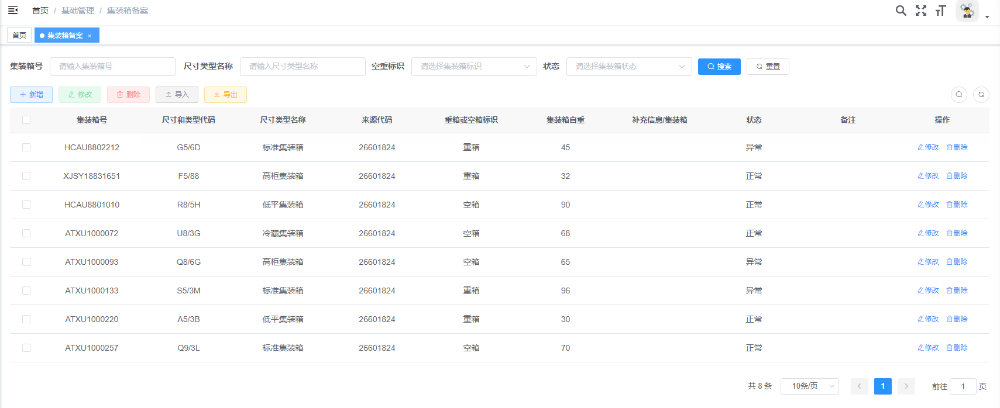 首页 / 基础管理 / 集装箱备案
首页 集装箱备案 ×
集装箱号 请输入集装箱号 尺寸类型名称 请输入尺寸类型名称 空重标识 请选择集装箱标识 状态 请选择集装箱状态 搜索 重置
新增 修改 删除 导入 导出
集装箱号 尺寸和类型代码 尺寸类型名称 来源代码 重箱或空箱标识 集装箱自重 补充信息/集装箱 状态 备注 操作
HCAU8802212 G5/6D 标准集装箱 26601824 重箱 45 异常 修改 删除
XJSY18831651 F5/88 高柜集装箱 26601824 重箱 32 正常 修改 删除
HCAU8801010 R8/5H 低平集装箱 26601824 空箱 90 正常 修改 删除
ATXU1000072 U8/3G 冷藏集装箱 26601824 空箱 68 正常 修改 删除
ATXU1000093 Q8/6G 高柜集装箱 26601824 空箱 65 异常 修改 删除
ATXU1000133 S5/3M 标准集装箱 26601824 重箱 96 异常 修改 删除
ATXU1000220 A5/3B 低平集装箱 26601824 重箱 30 正常 修改 删除
ATXU1000257 Q9/3L 标准集装箱 26601824 空箱 70 正常 修改 删除
共 8 条 10条/页 1 前往 1 页